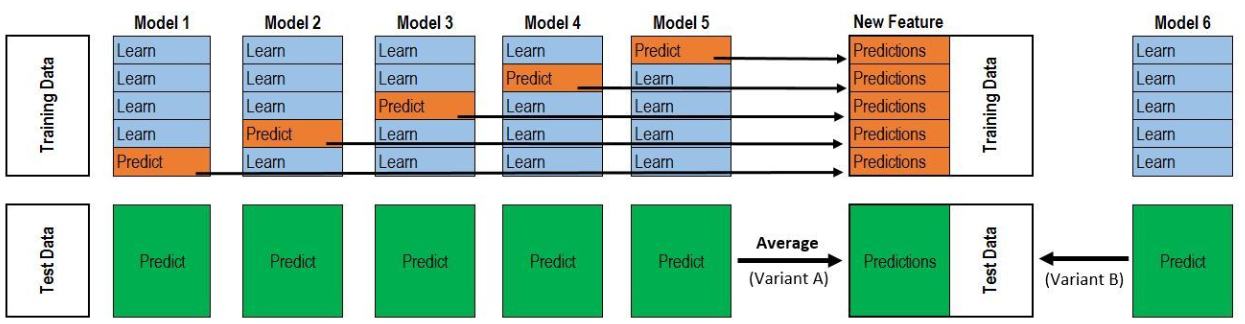 Model 1 Model 2 Model 3 Model 4 Model 5 New Feature Model 6
Training Data
Learn Learn Learn Learn Predict Predictions Learn
Learn Learn Learn Predict Learn Predictions Learn
Learn Learn Predict Learn Learn Predictions Learn
Learn Predict Learn Learn Learn Predictions Learn
Predict Learn Learn Learn Learn Predictions Learn
Training Data
Test Data
Predict Predict Predict Predict Predict
Average
(Variant A)
Predictions
Test Data
(Variant B)
Predict